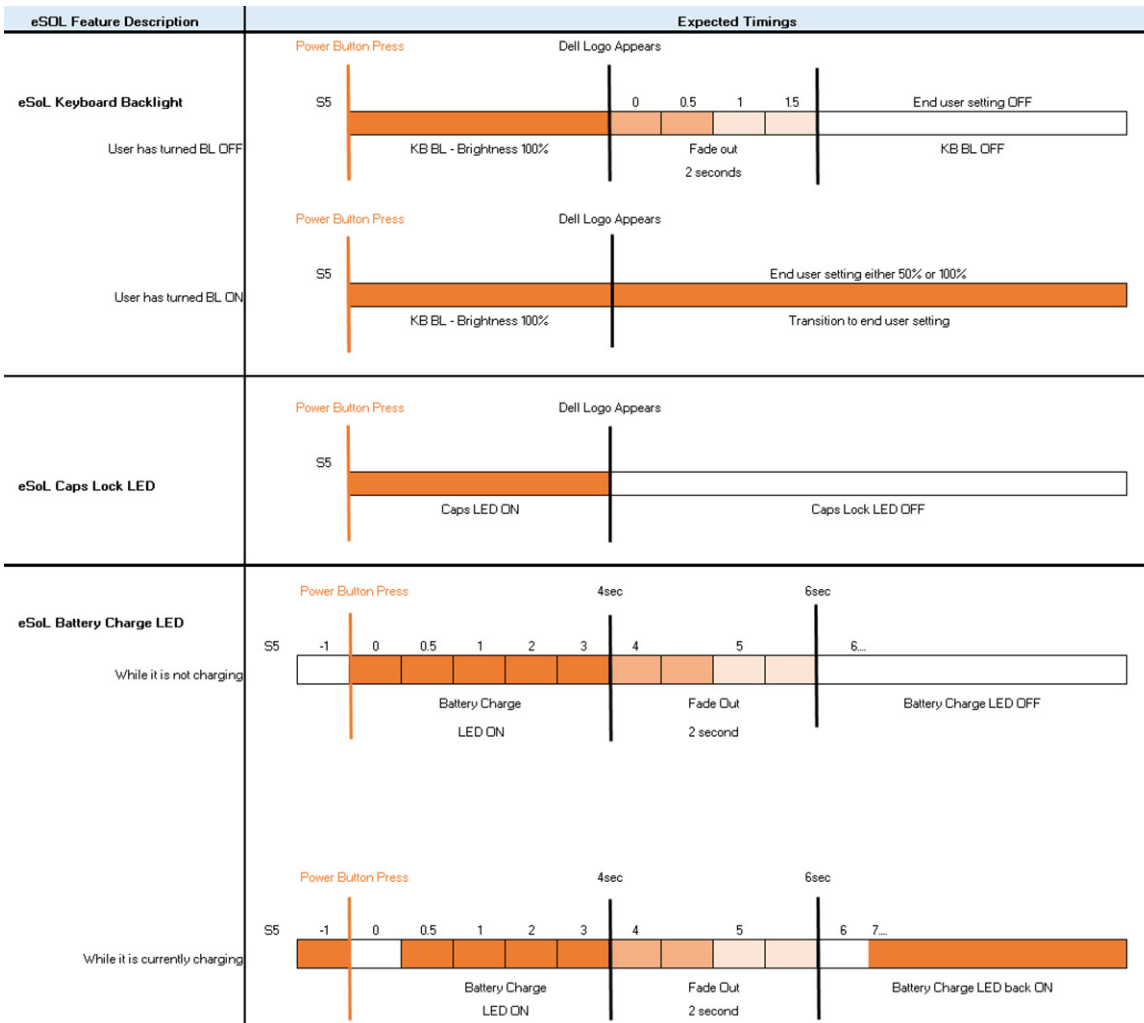 eSOL Feature Description Expected Timings
Power Button Press Dell Logo Appears
eSoL Keyboard Backlight S5 0 0.5 1 1.5 End user setting OFF
User has turned BL OFF KB BL - Brightness 100% Fade out KB BL OFF
2 seconds
Power Button Press Dell Logo Appears
S5 End user setting either 50% or 100%
User has turned BL ON
KB BL - Brightness 100% Transition to end user setting
Power Button Press Dell Logo Appears
S5
eSoL Caps Lock LED
Caps LED ON Caps Lock LED OFF
Power Button Press 4sec 6sec
eSoL Battery Charge LED
S5 -1 0 0.5 1 2 3 4 5 6....
While it is not charging
Battery Charge Fade Out Battery Charge LED OFF
LED ON 2 second
Power Button Press 4sec 6sec
S5 -1 0 0.5 1 2 3 4 5 6 7....
While it is currently charging
Battery Charge Fade Out Battery Charge LED back ON
LED ON 2 second